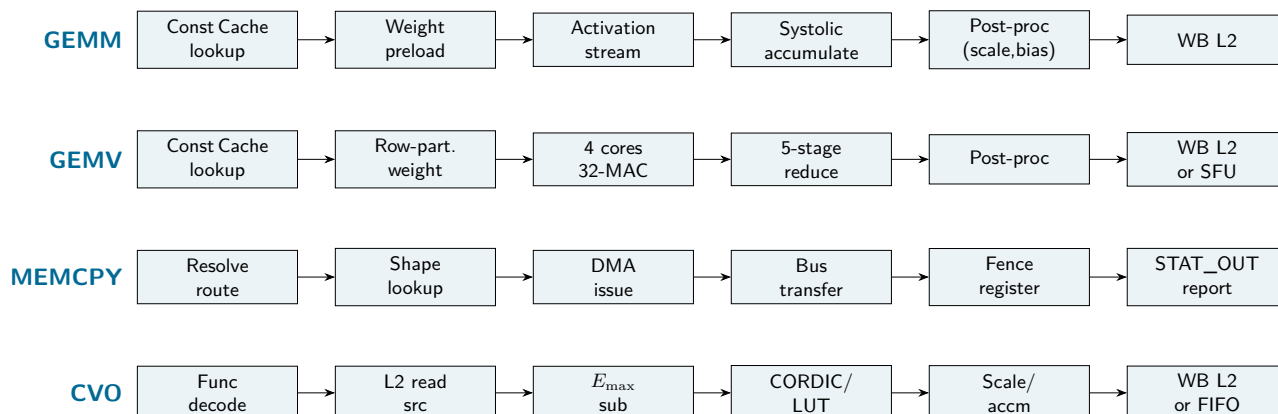 GEMM
Const Cache
lookup
Weight
preload
Activation
stream
Systolic
accumulate
Post-proc
(scale,bias)
WB L2
GEMV
Const Cache
lookup
Row-part.
weight
4 cores
32-MAC
5-stage
reduce
Post-proc
WB L2
or SFU
MEMCPY
Resolve
route
Shape
lookup
DMA
issue
Bus
transfer
Fence
register
STAT_OUT
report
CVO
Func
decode
L2 read
src
E_max
sub
CORDIC/
LUT
Scale/
accm
WB L2
or FIFO